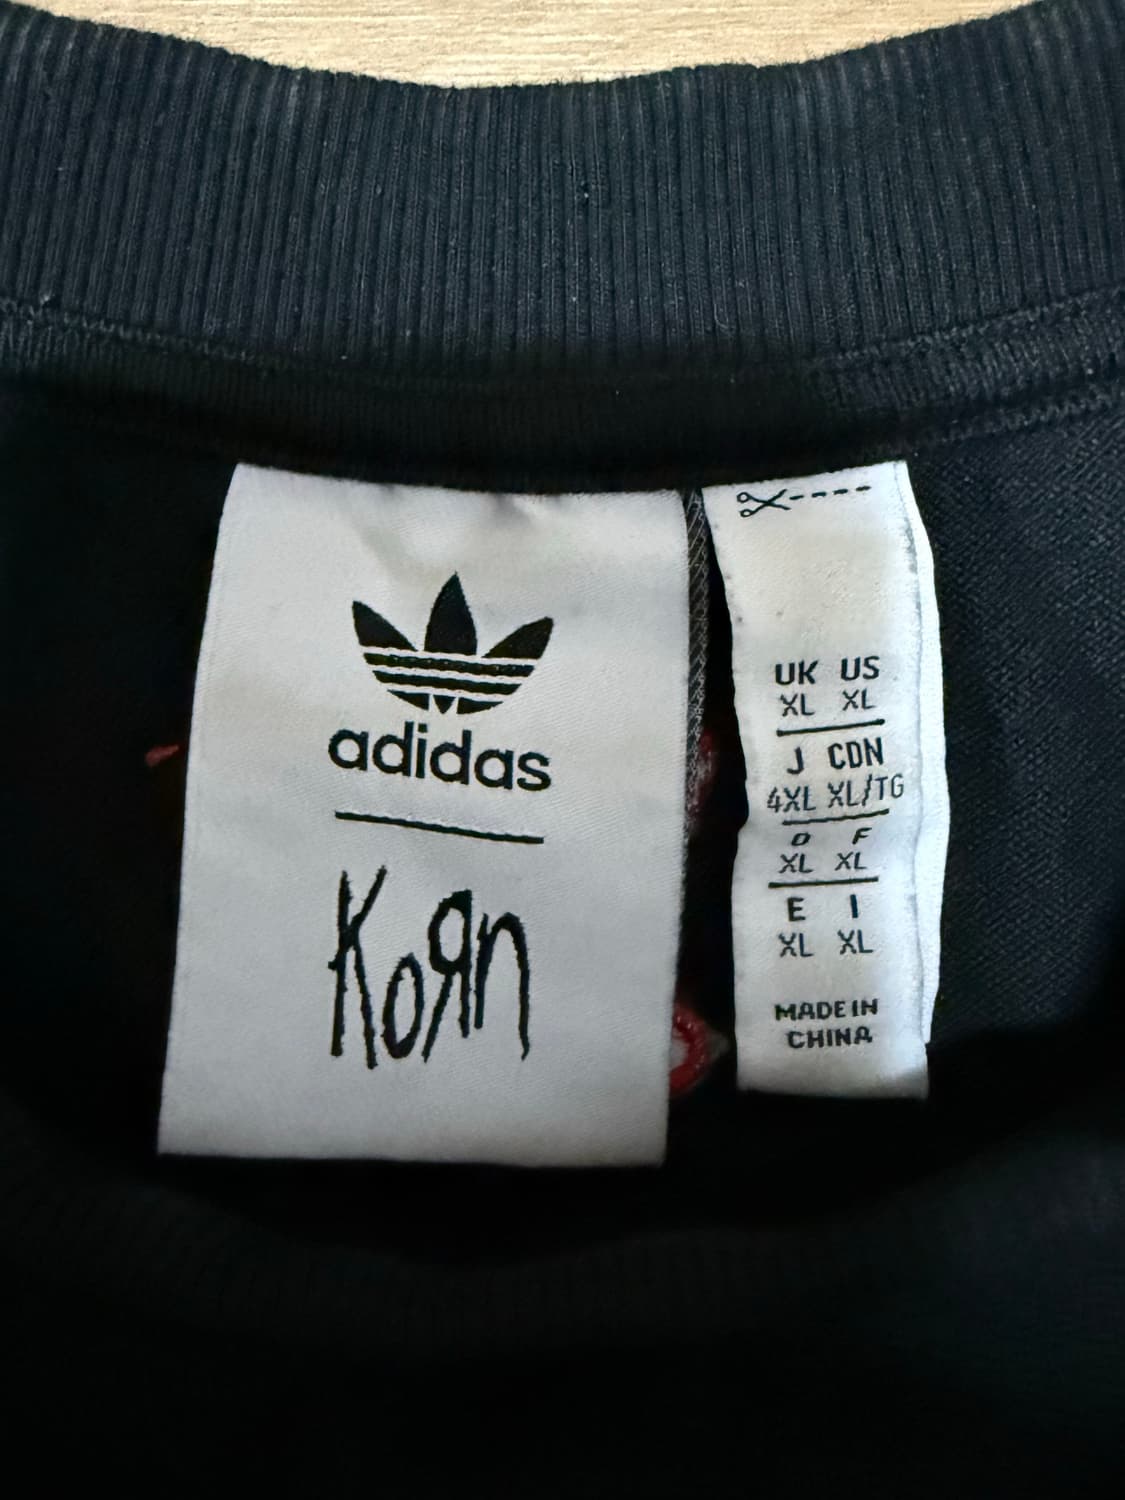 adidas
KoЯn
UK US
XL XL
J CDN
4XL XL/TG
D F
XL XL
E I
XL XL
MADE IN
CHINA